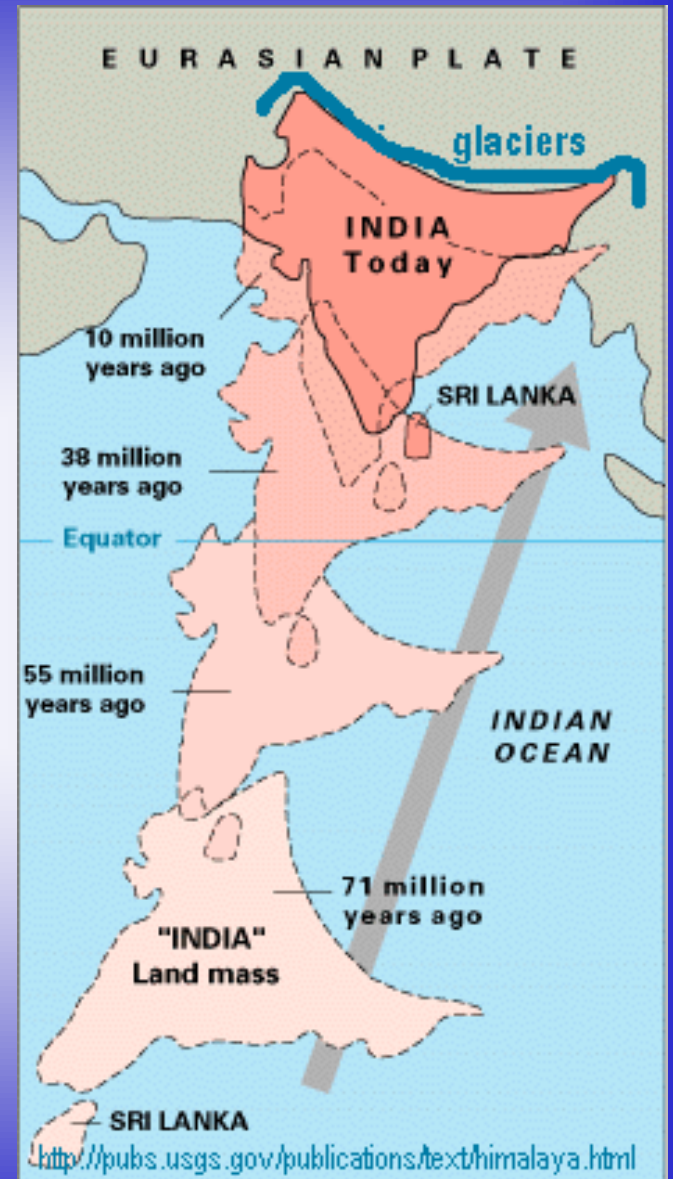 EURASIAN PLATE
glaciers
INDIA
Today
10 million
years ago
SRI LANKA
38 million
years ago
Equator
55 million
years ago
INDIAN
OCEAN
71 million
years ago
"INDIA"
Land mass
SRI LANKA
http://pubs.usgs.gov/publications/text/himalaya.html